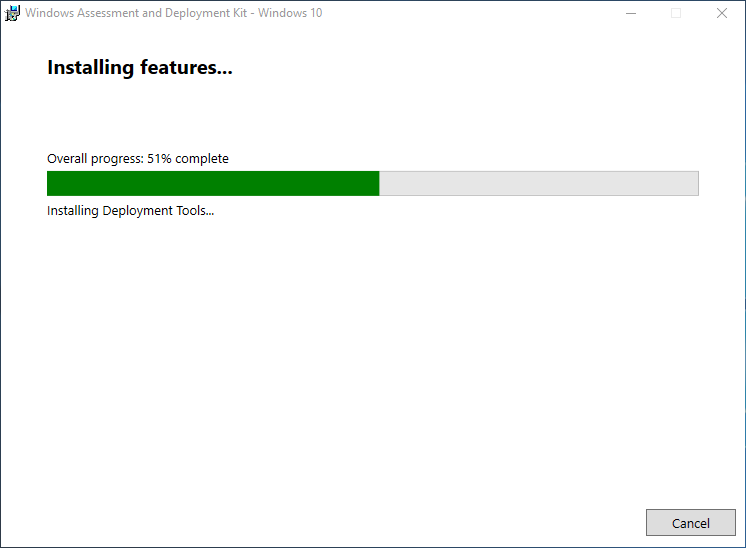 Windows Assessment and Deployment Kit - Windows 10
Installing features...
Overall progress: 51% complete
Installing Deployment Tools...
Cancel